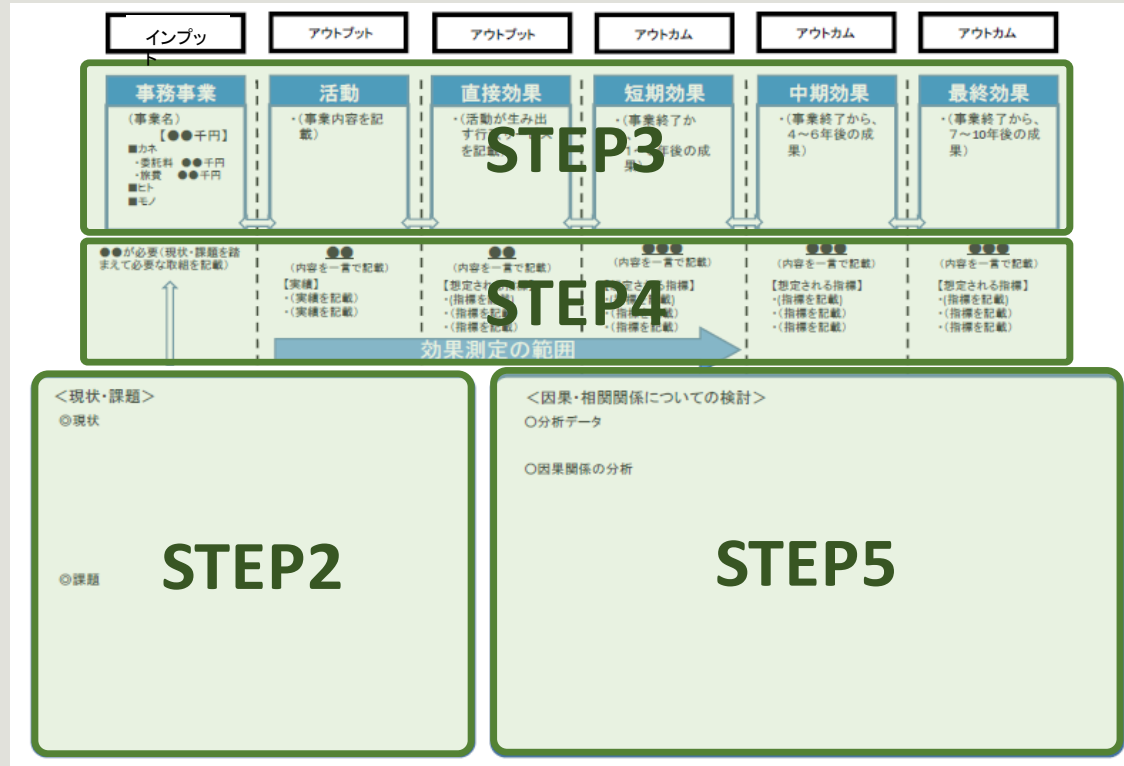 インプッ
ト
アウトプット
アウトプット
アウトカム
アウトカム
アウトカム
事務事業
(事業名)
【●●千円】
■カネ
・委託料 ●●千円
・旅費 ●●千円
■ヒト
■モノ
活動
・(事業内容を記
載)
直接効果
・(活動が生み出
す行
を記載
短期効果
・(事業終了か
年後の成
果)
中期効果
・(事業終了から、
4~6年後の成
果)
最終効果
・(事業終了から、
7~10年後の成
果)
STEP3
●●が必要(現状・課題を踏
まえて必要な取組を記載)
●●
(内容を一言で記載)
【実績】
・(実績を記載)
・(実績を記載)
●●
(内容を一言で記載)
【想定され
・(指標を記
・(指標を記載)
・(指標を記載)
●●●
(内容を一言で記載)
される指標】
・(指標を記載)
・(指標を記載)
・(指標を記載)
●●●
(内容を一言で記載)
【想定される指標】
・(指標を記載)
・(指標を記載)
・(指標を記載)
●●●
(内容を一言で記載)
【想定される指標】
・(指標を記載)
・(指標を記載)
・(指標を記載)
STEP4
効果測定の範囲
<現状・課題>
◎現状
STEP2
◎課題
<因果・相関関係についての検討>
○分析データ
○因果関係の分析
STEP5